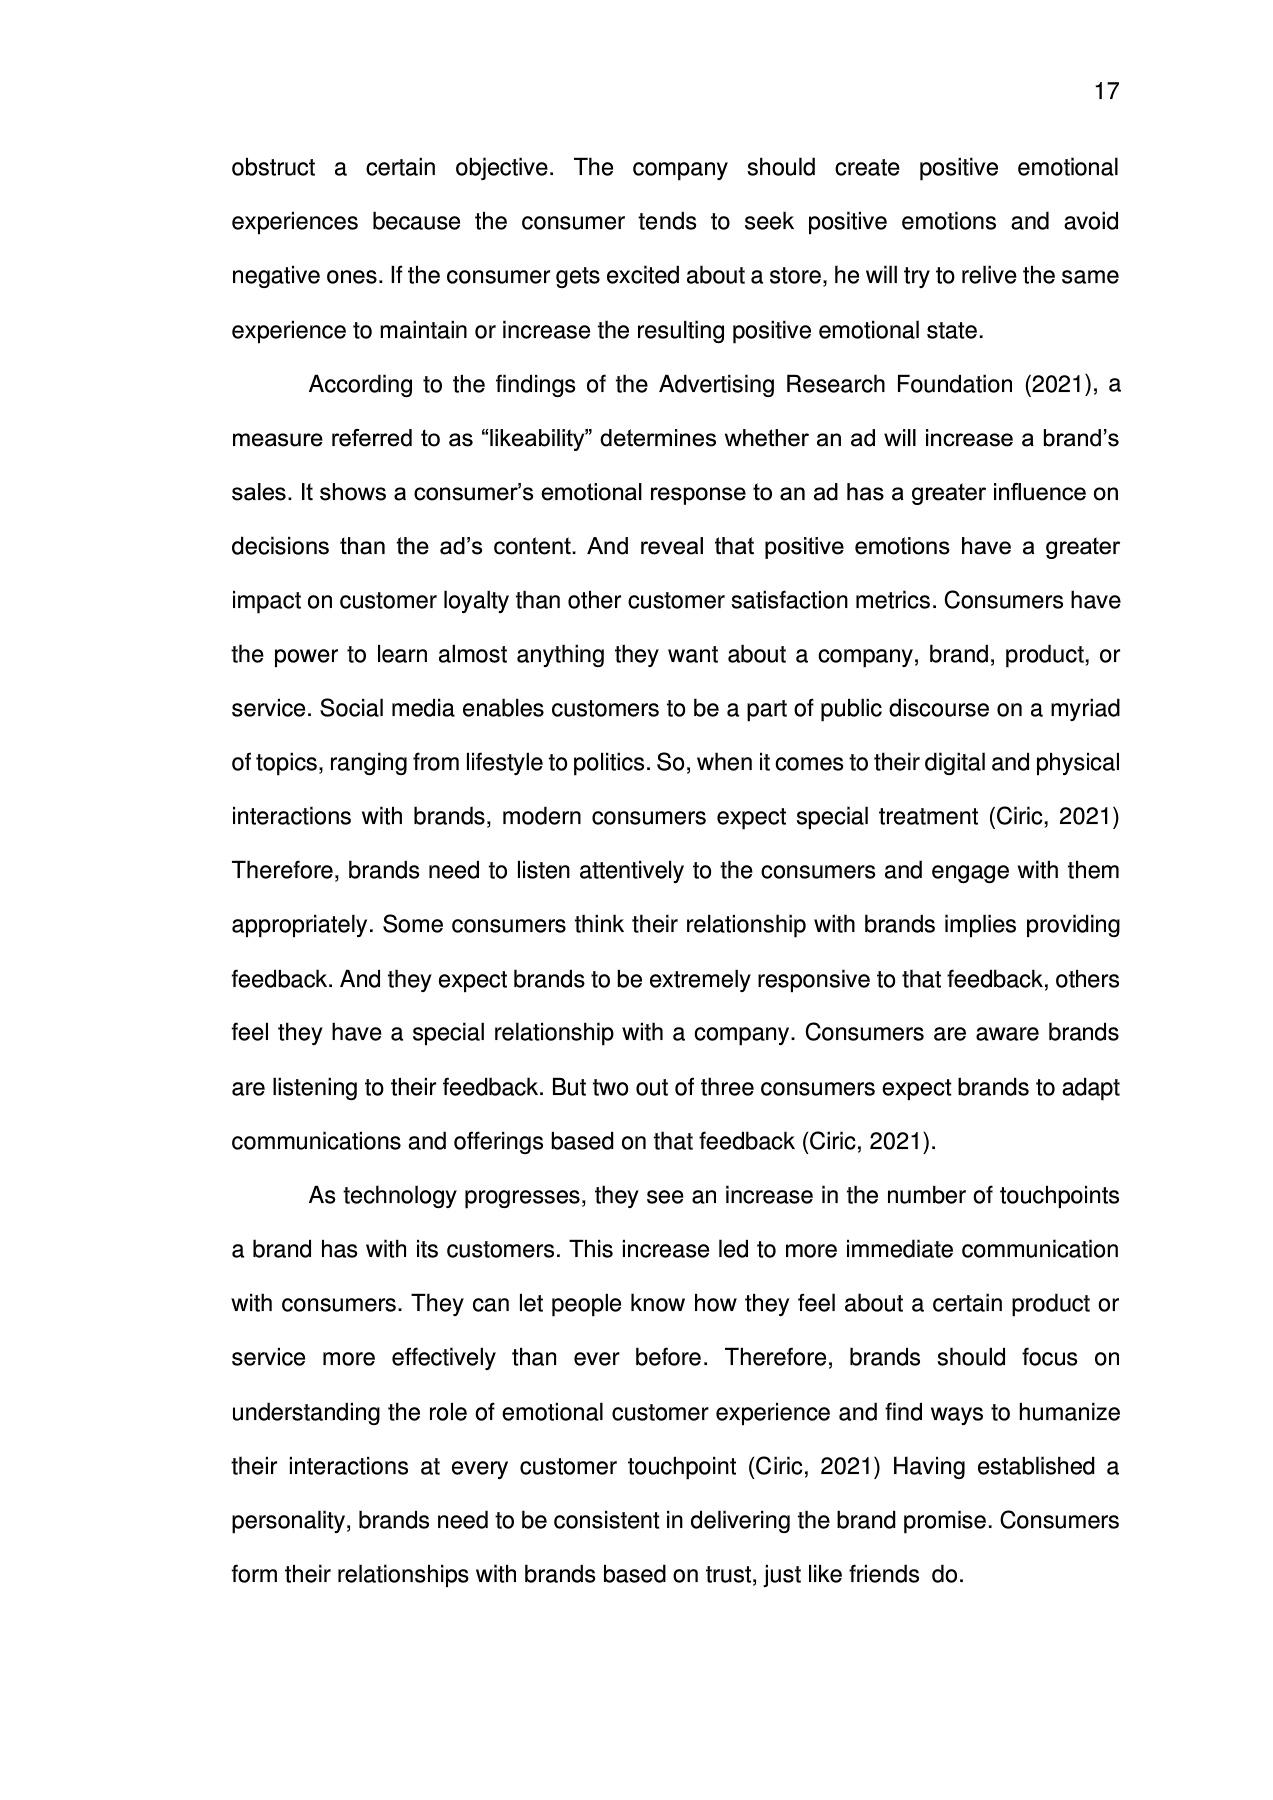 17
obstruct a certain objective. The company should create positive emotional
experiences because the consumer tends to seek positive emotions and avoid
negative ones. If the consumer gets excited about a store, he will try to relive the same
experience to maintain or increase the resulting positive emotional state.
According to the findings of the Advertising Research Foundation (2021), a
measure referred to as “likeability” determines whether an ad will increase a brand’s
sales. It shows a consumer’s emotional response to an ad has a greater influence on
decisions than the ad’s content. And reveal that positive emotions have a greater
impact on customer loyalty than other customer satisfaction metrics. Consumers have
the power to learn almost anything they want about a company, brand, product, or
service. Social media enables customers to be a part of public discourse on a myriad
of topics, ranging from lifestyle to politics. So, when it comes to their digital and physical
interactions with brands, modern consumers expect special treatment (Ciric, 2021)
Therefore, brands need to listen attentively to the consumers and engage with them
appropriately. Some consumers think their relationship with brands implies providing
feedback. And they expect brands to be extremely responsive to that feedback, others
feel they have a special relationship with a company. Consumers are aware brands
are listening to their feedback. But two out of three consumers expect brands to adapt
communications and offerings based on that feedback (Ciric, 2021).
As technology progresses, they see an increase in the number of touchpoints
a brand has with its customers. This increase led to more immediate communication
with consumers. They can let people know how they feel about a certain product or
service more effectively than ever before. Therefore, brands should focus on
understanding the role of emotional customer experience and find ways to humanize
their interactions at every customer touchpoint (Ciric, 2021) Having established a
personality, brands need to be consistent in delivering the brand promise. Consumers
form their relationships with brands based on trust, just like friends do.